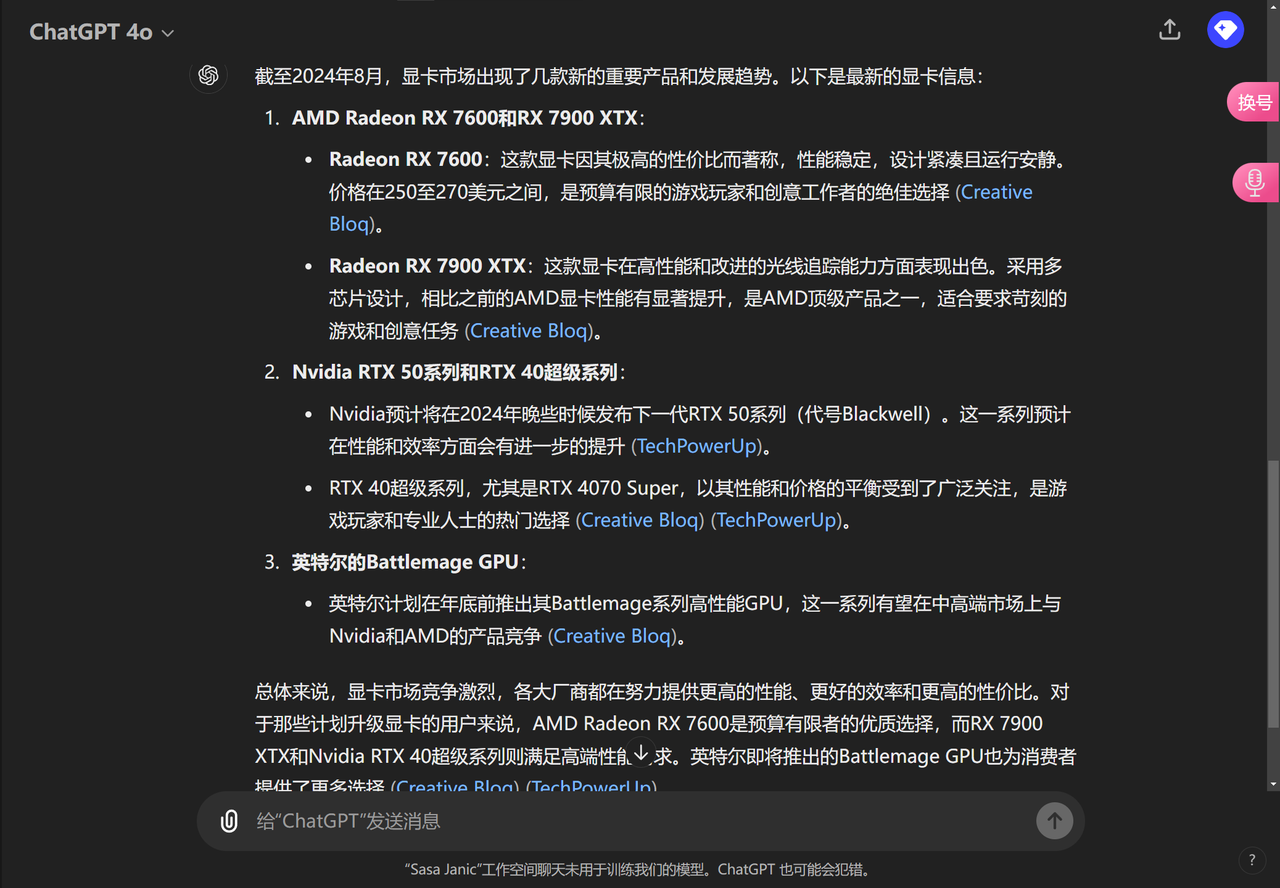 ChatGPT 4o
换号
截至2024年8月，显卡市场出现了几款新的重要产品和发展趋势。以下是最新的显卡信息：
1. AMD Radeon RX 7600和RX 7900 XTX：
• Radeon RX 7600：这款显卡因其极高的性价比而著称，性能稳定，设计紧凑且运行安静。
价格在250至270美元之间，是预算有限的游戏玩家和创意工作者的绝佳选择 (Creative
Bloq)。
• Radeon RX 7900 XTX：这款显卡在高性能和改进的光线追踪能力方面表现出色。采用多
芯片设计，相比之前的AMD显卡性能有显著提升，是AMD顶级产品之一，适合要求苛刻的
游戏和创意任务 (Creative Bloq)。
2. Nvidia RTX 50系列和RTX 40超级系列：
• Nvidia预计将在2024年晚些时候发布下一代RTX 50系列（代号Blackwell）。这一系列预计
在性能和效率方面会有进一步的提升 (TechPowerUp)。
• RTX 40超级系列，尤其是RTX 4070 Super，以其性能和价格的平衡受到了广泛关注，是游
戏玩家和专业人士的热门选择 (Creative Bloq) (TechPowerUp)。
3. 英特尔的Battlemage GPU：
• 英特尔计划在年底前推出其Battlemage系列高性能GPU，这一系列有望在中高端市场上与
Nvidia和AMD的产品竞争 (Creative Bloq)。
总体来说，显卡市场竞争激烈，各大厂商都在努力提供更高的性能、更好的效率和更高的性价比。对
于那些计划升级显卡的用户来说，AMD Radeon RX 7600是预算有限者的优质选择，而RX 7900
XTX和Nvidia RTX 40超级系列则满足高端性能求。英特尔即将推出的Battlemage GPU也为消费者
提供了更多选择 (Creative Bloq) (TechPowerUp)
给“ChatGPT”发送消息
“Sasa Janic”工作空间聊天未用于训练我们的模型。ChatGPT 也可能会犯错。
?